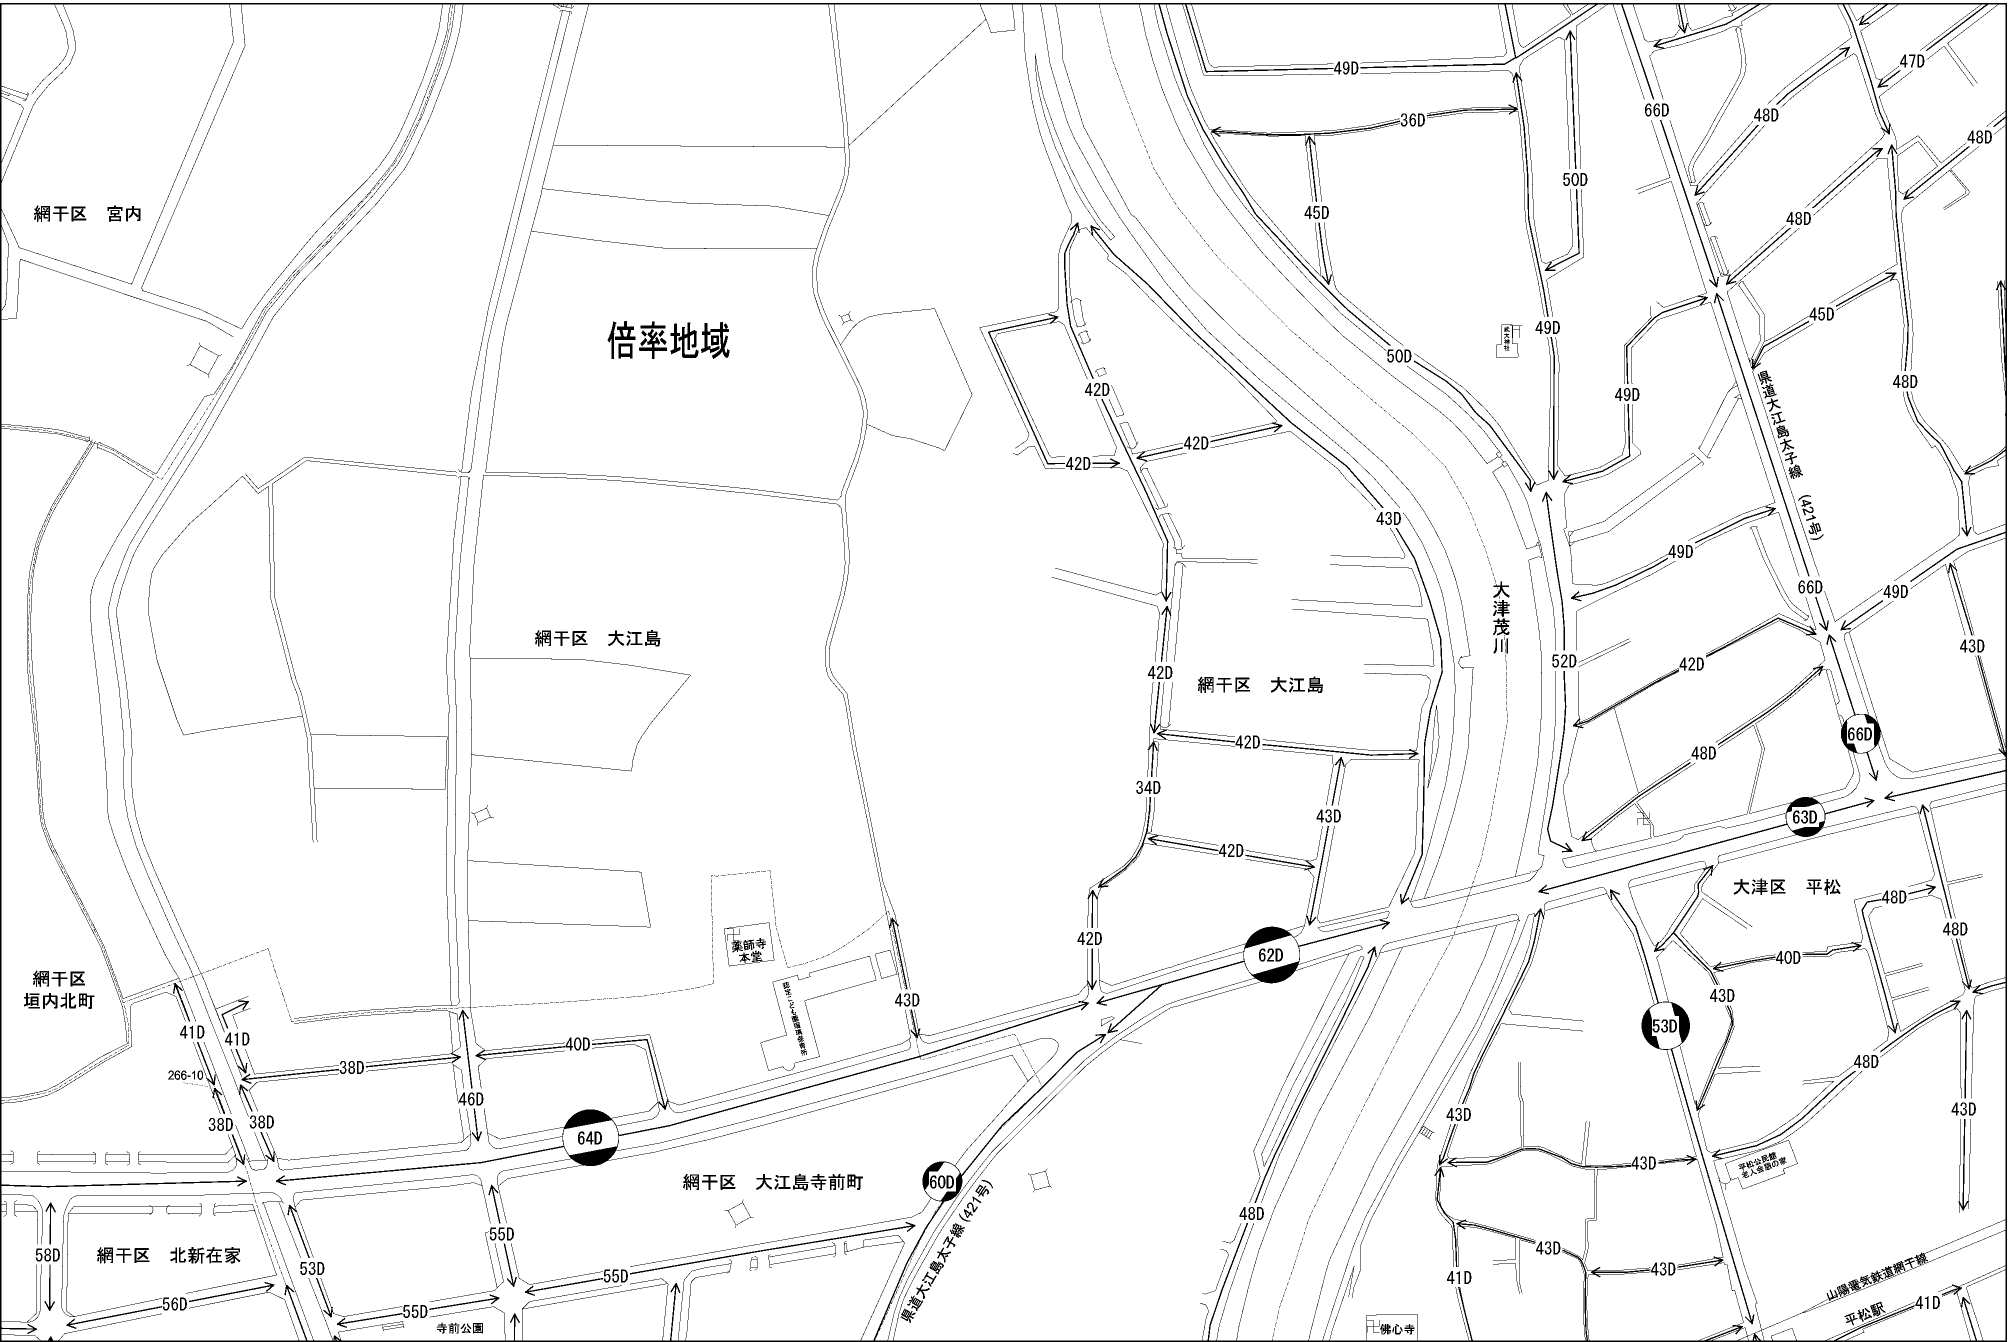 49D
47D
36D
66D
48D
48D
50D
45D
48D
網干区 宮内
49D
45D
倍率地域
50D
武大神社
48D
49D
42D
県道大江島太子線 (421号)
42D
42D
43D
49D
66D
49D
大津茂川
網干区 大江島
42D
網干区 大江島
52D
42D
43D
42D
66D
48D
34D
43D
63D
42D
大津区 平松
48D
薬師寺
本堂
42D
62D
48D
40D
網干区
垣内北町
43D
43D
41D
41D
53D
40D
38D
266-10
48D
46D
38D
38D
64D
43D
43D
網干区 大江島寺前町
60D
43D
県道大江島太子線 (421号)
平松公民館
老人会憩の家
48D
55D
58D
網干区 北新在家
53D
55D
43D
43D
41D
山陽電気鉄道網干線
56D
55D
平松駅
41D
寺前公園
佛心寺